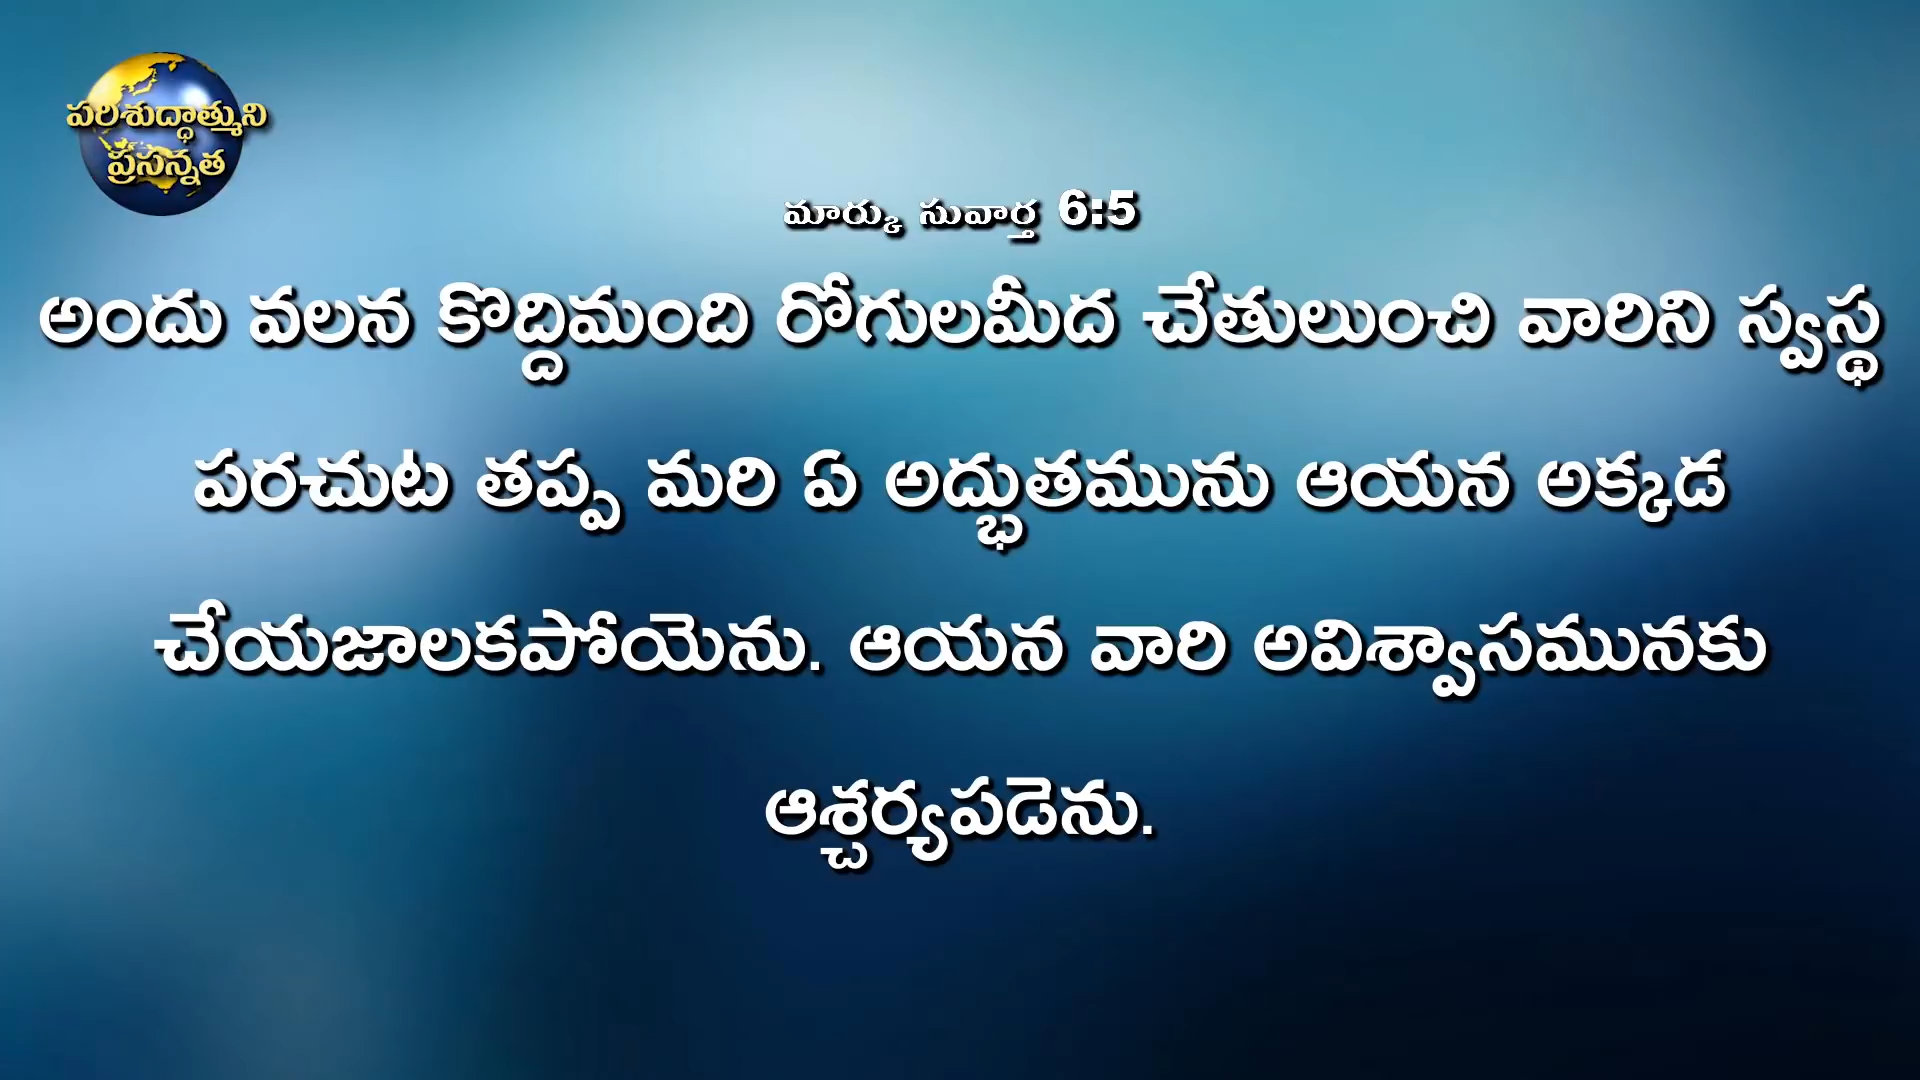 పరిశుద్ధాత్ముని
ప్రసన్నత
మార్కు సువార్త 6:5
అందు వలన కొద్దిమంది రోగులమీద చేతులుంచి వారిని స్వస్థ
పరచుట తప్ప మరి ఏ అద్భుతమును ఆయన అక్కడ
చేయజాలకపోయెను. ఆయన వారి అవిశ్వాసమునకు
ఆశ్చర్యపడెను.